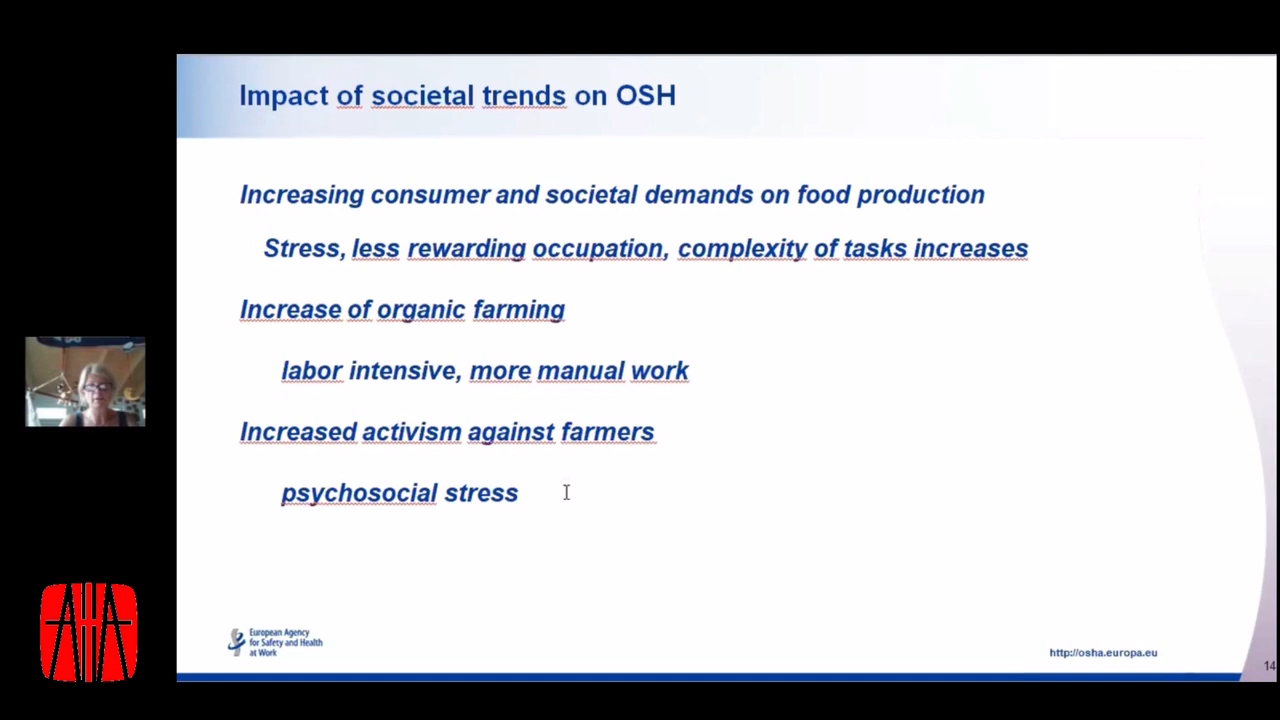 Impact of societal trends on OSH
Increasing consumer and societal demands on food production
Stress, less rewarding occupation, complexity of tasks increases
Increase of organic farming
labor intensive, more manual work
Increased activism against farmers
psychosocial stress
European Agency
for Safety and Health
at Work
http://osha.europa.eu
14
AHA